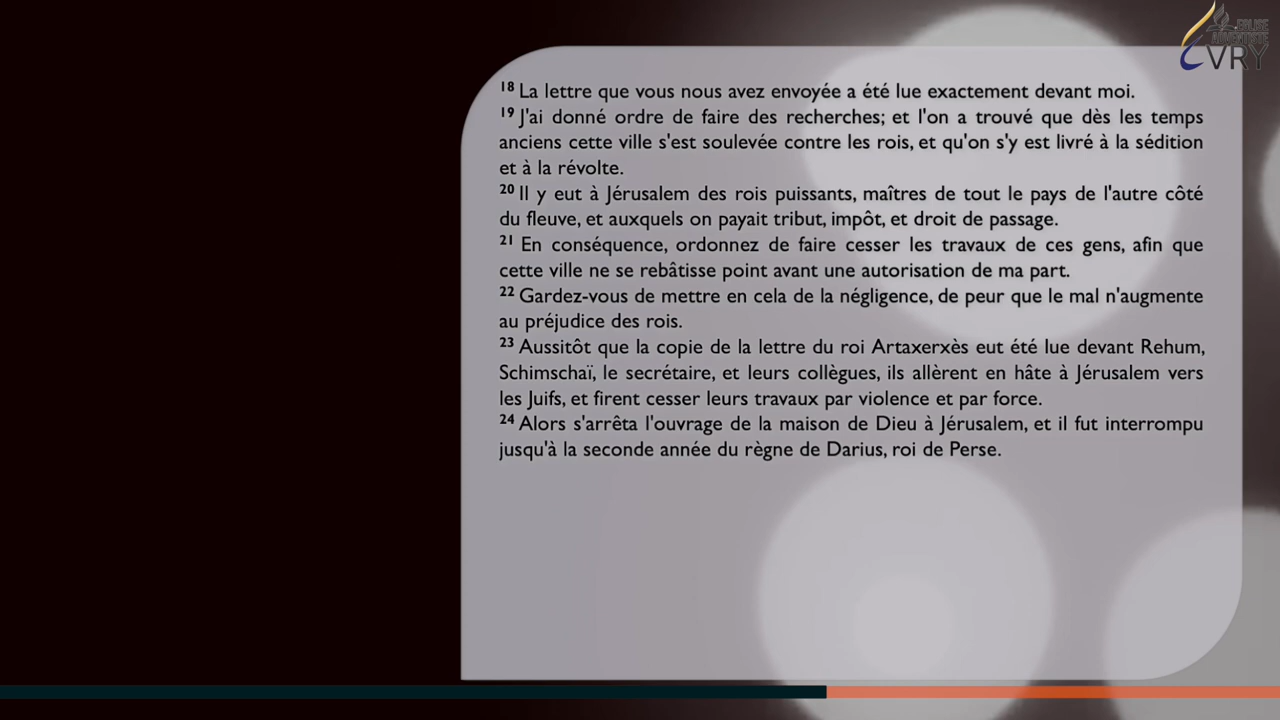 ÉGLISE
ADVENTISTE
VRY
18 La lettre que vous nous avez envoyée a été lue exactement devant moi.
19 J'ai donné ordre de faire des recherches; et l'on a trouvé que dès les temps
anciens cette ville s'est soulevée contre les rois, et qu'on s'y est livré à la sédition
et à la révolte.
20 Il y eut à Jérusalem des rois puissants, maîtres de tout le pays de l'autre côté
du fleuve, et auxquels on payait tribut, impôt, et droit de passage.
21 En conséquence, ordonnez de faire cesser les travaux de ces gens, afin que
cette ville ne se rebâtisse point avant une autorisation de ma part.
22 Gardez-vous de mettre en cela de la négligence, de peur que le mal n'augmente
au préjudice des rois.
23 Aussitôt que la copie de la lettre du roi Artaxerxès eut été lue devant Rehum,
Schimschaï, le secrétaire, et leurs collègues, ils allèrent en hâte à Jérusalem vers
les Juifs, et firent cesser leurs travaux par violence et par force.
24 Alors s'arrêta l'ouvrage de la maison de Dieu à Jérusalem, et il fut interrompu
jusqu'à la seconde année du règne de Darius, roi de Perse.